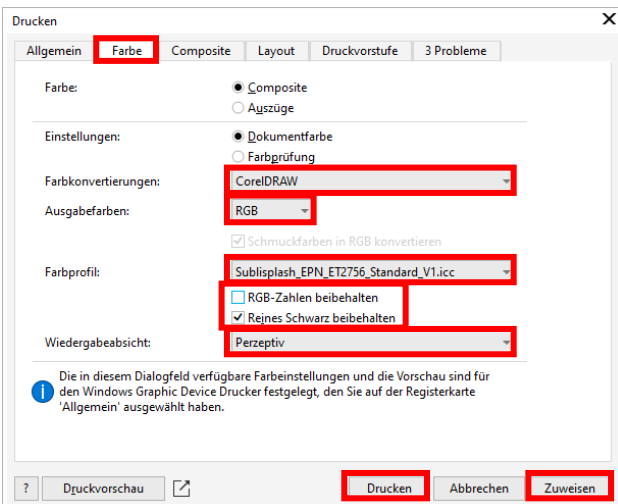 Drucken X
Allgemein Farbe Composite Layout Druckvorstufe 3 Probleme
Farbe: Composite
Auszüge
Einstellungen: Dokumentfarbe
Farbprüfung
Farbkonvertierungen: CorelDRAW
Ausgabefarben: RGB
Schmuckfarben in RGB konvertieren
Farbprofil: Sublisplash_EPN_ET2756_Standard_V1.icc
RGB-Zahlen beibehalten
Reines Schwarz beibehalten
Wiedergabeabsicht: Perzeptiv
Die in diesem Dialogfeld verfügbare Farbeinstellungen und die Vorschau sind für
den Windows Graphic Device Drucker festgelegt, den Sie auf der Registerkarte
'Allgemein' ausgewählt haben.
? Druckvorschau Drucken Abbrechen Zuweisen